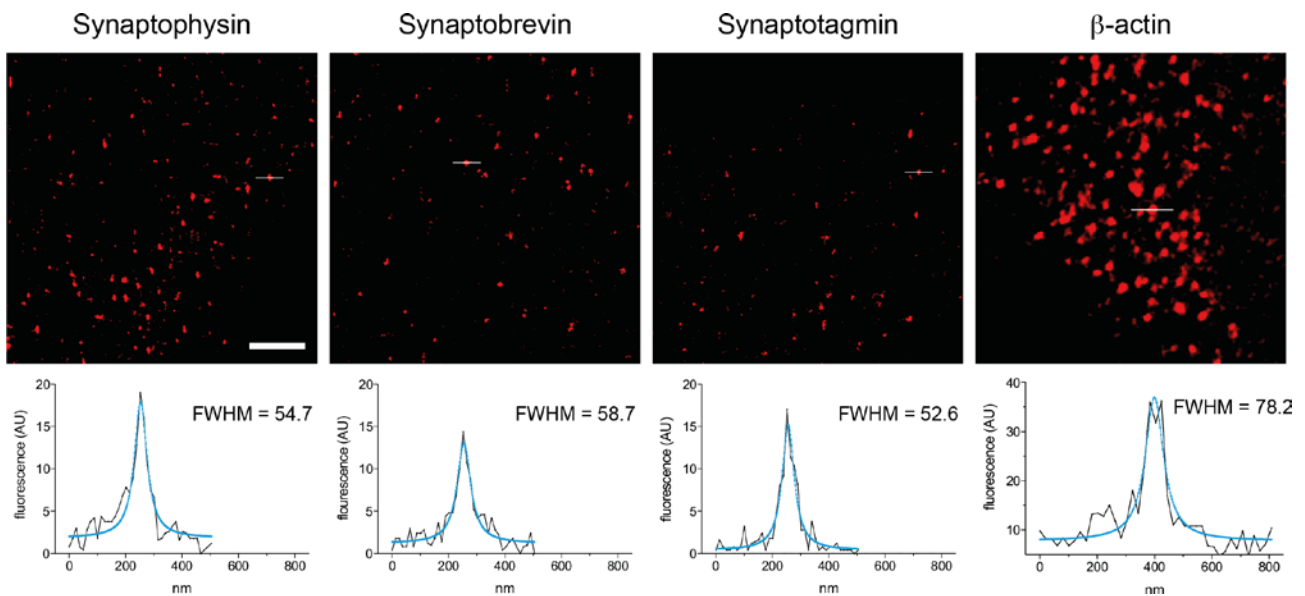 Synaptophysin
Synaptobrevin
Synaptotagmin
β-actin
20
15
10
5
0
fluorescence (AU)
FWHM = 54.7
0 200 400 600 800
nm
20
15
10
5
0
flourescence (AU)
FWHM = 58.7
0 200 400 600 800
nm
20
15
10
5
0
fluorescence (AU)
FWHM = 52.6
0 200 400 600 800
nm
40
30
20
10
fluorescence (AU)
FWHM = 78.2
0 200 400 600 800
nm